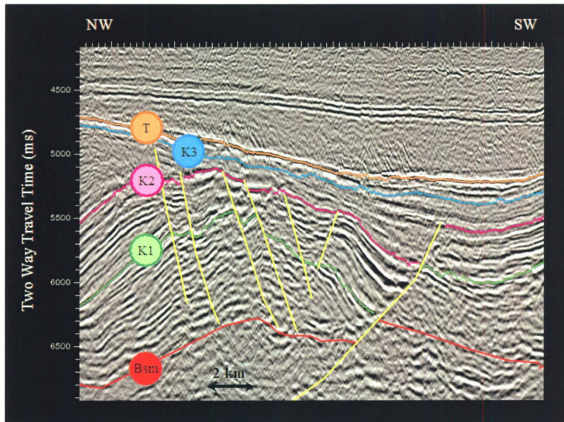 NW
SW
Two Way Travel Time (ms)
4500
5000
5500
6000
6500
T
K3
K2
K1
Bsm
2 km